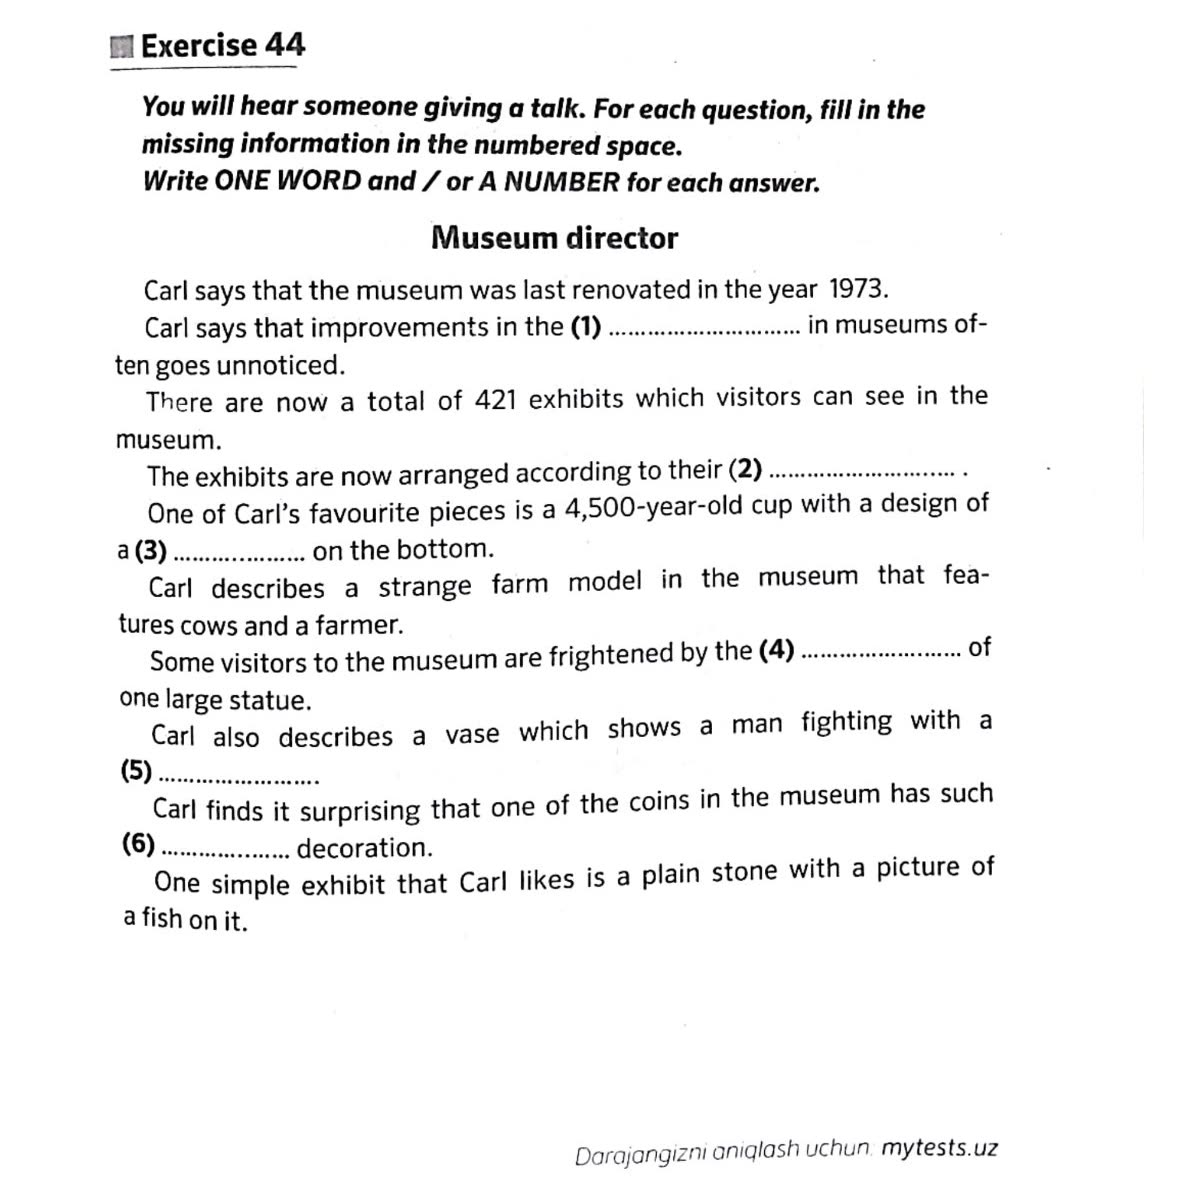 Exercise 44
You will hear someone giving a talk. For each question, fill in the
missing information in the numbered space.
Write ONE WORD and / or A NUMBER for each answer.
Museum director
Carl says that the museum was last renovated in the year 1973.
Carl says that improvements in the (1) .............................. in museums of-
ten goes unnoticed.
There are now a total of 421 exhibits which visitors can see in the
museum.
The exhibits are now arranged according to their (2) ............................. .
One of Carl's favourite pieces is a 4,500-year-old cup with a design of
a (3) ..................... on the bottom.
Carl describes a strange farm model in the museum that fea-
tures cows and a farmer.
Some visitors to the museum are frightened by the (4) ......................... of
one large statue.
Carl also describes a vase which shows a man fighting with a
(5) .........................
Carl finds it surprising that one of the coins in the museum has such
(6) .................... decoration.
One simple exhibit that Carl likes is a plain stone with a picture of
a fish on it.
Darajangizni aniqlash uchun: mytests.uz